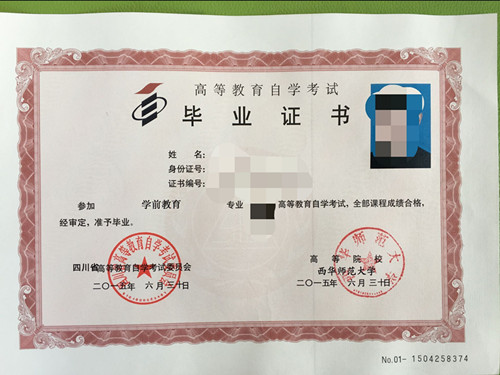 高等教育自学考试
毕业证书
姓 名:
身份证号:
证书编号:
参加 学前教育 专业 高等教育自学考试,全部课程成绩合格,
经审定,准予毕业。
四川省高等教育自学考试委员会
二〇一五年 六月三十日
高等院校
西华师范大学
二〇一五年 六月三十日
No.01- 1504258374